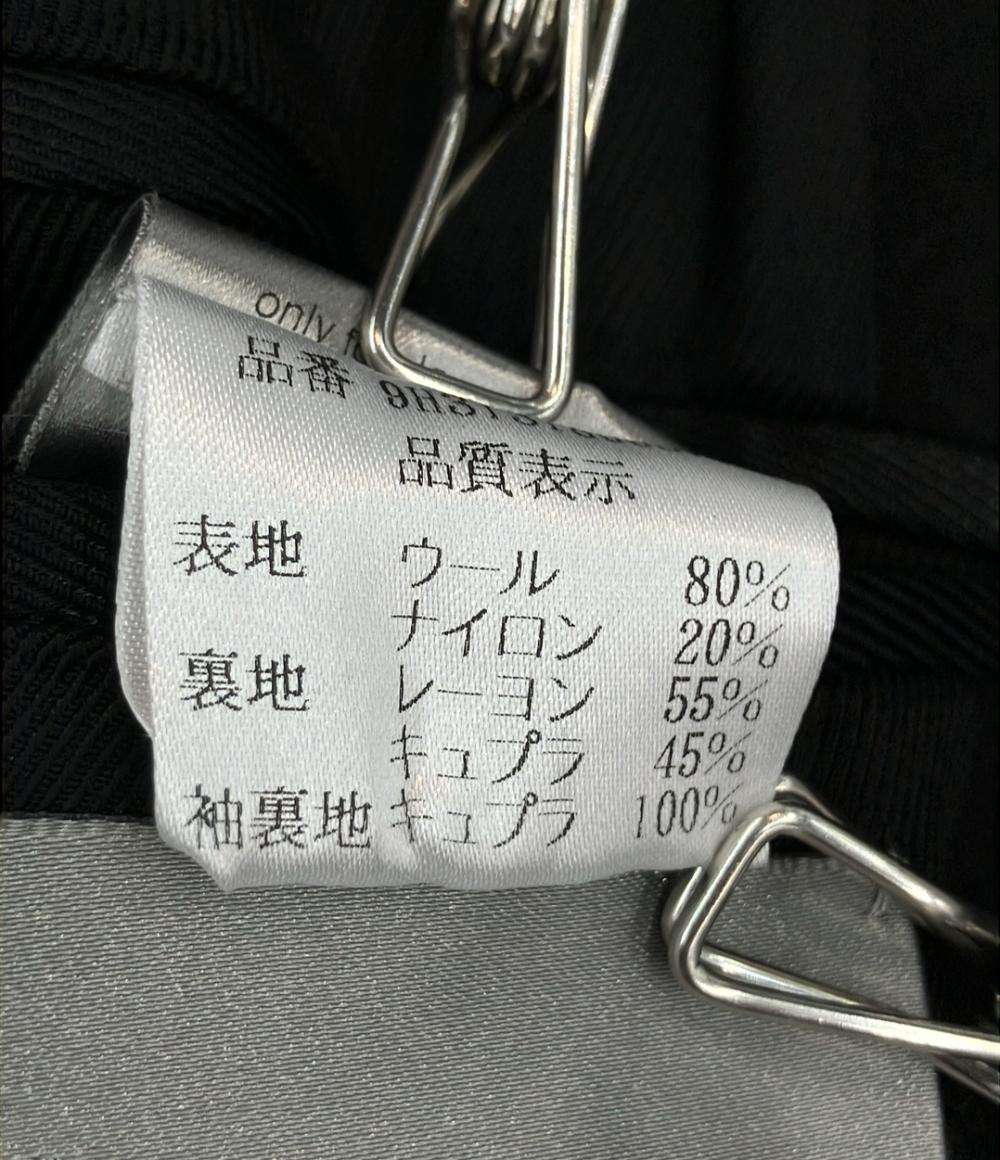 only
品番
品質表示
表地 ウール 80%
ナイロン 20%
裏地 レーヨン 55%
キュプラ 45%
袖裏地 キュプラ 100%